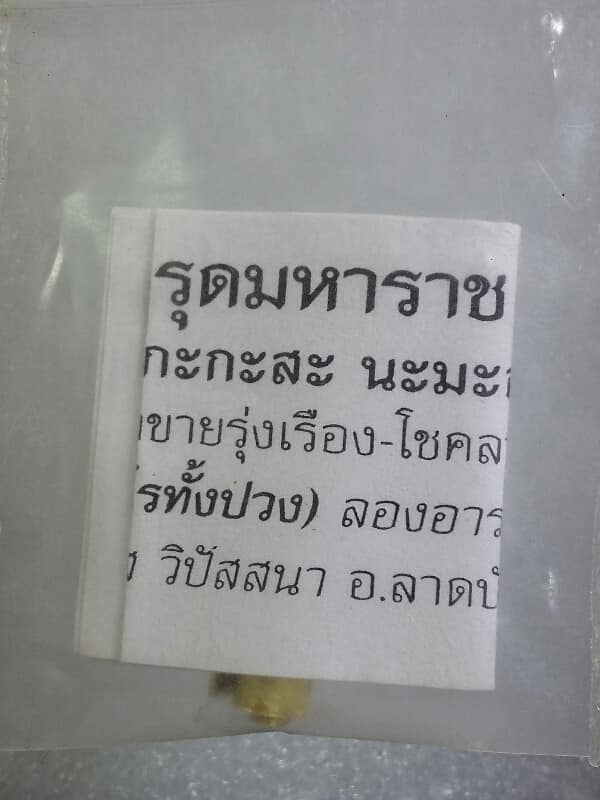 รุดมหาราช
กะกะสะ นะมะ
ขายรุ่งเรือง-โชคลา
รทั้งปวง) ลองอาร
วิปัสสนา อ.ลาดบั